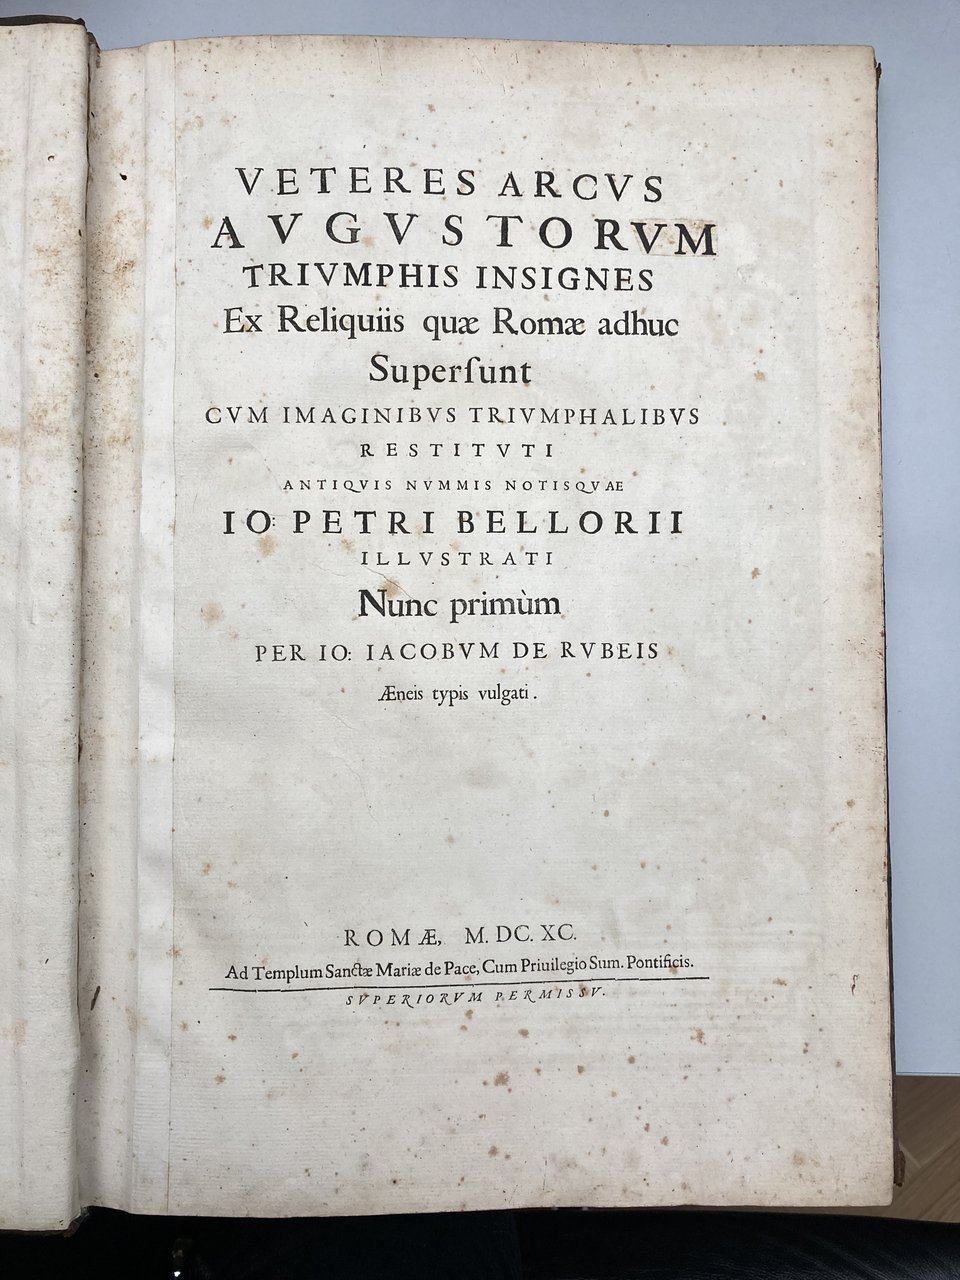 VETERES ARCVS
AVGVSTORVM
TRIVMPHIS INSIGNES
Ex Reliquiis quæ Romæ adhuc
Superſunt
CVM IMAGINIBVS TRIVMPHALIBVS
RESTITVTI
ANTIQVIS NVMMIS NOTISQVAE
IO: PETRI BELLORII
ILLVSTRATI
Nunc primùm
PER IO: IACOBVM DE RVBEIS
Æneis typis vulgati.
ROMÆ, M. DC. XC.
Ad Templum Sanctæ Mariæ de Pace, Cum Priuilegio Sum. Pontificis.
SVPERIORVM PERMISSV.